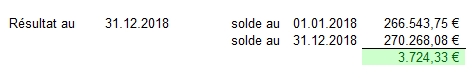 Résultat au 31.12.2018 solde au 01.01.2018 266.543,75 €
solde au 31.12.2018 270.268,08 €
3.724,33 €